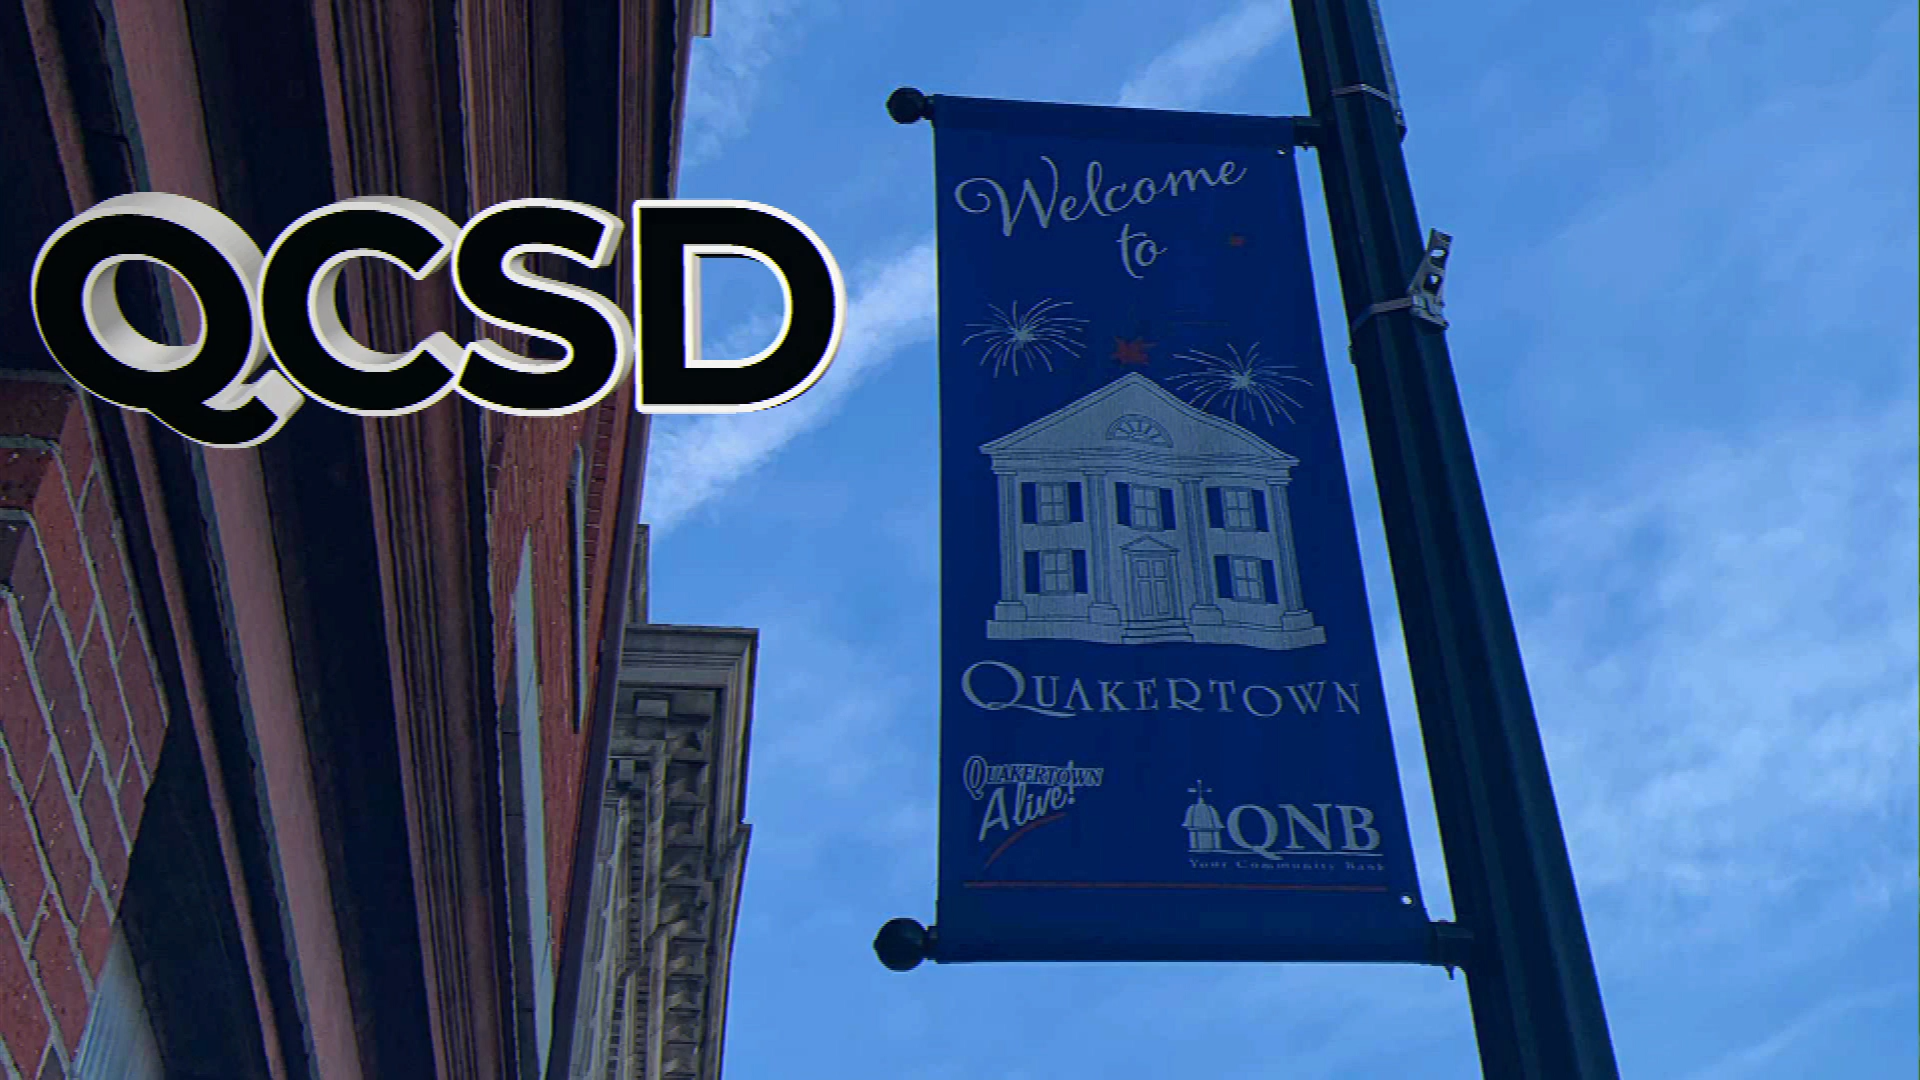 QCSD
Welcome
to
QUAKERTOWN
QUAKERTOWN
Alive!
QNB
Your Community Bank